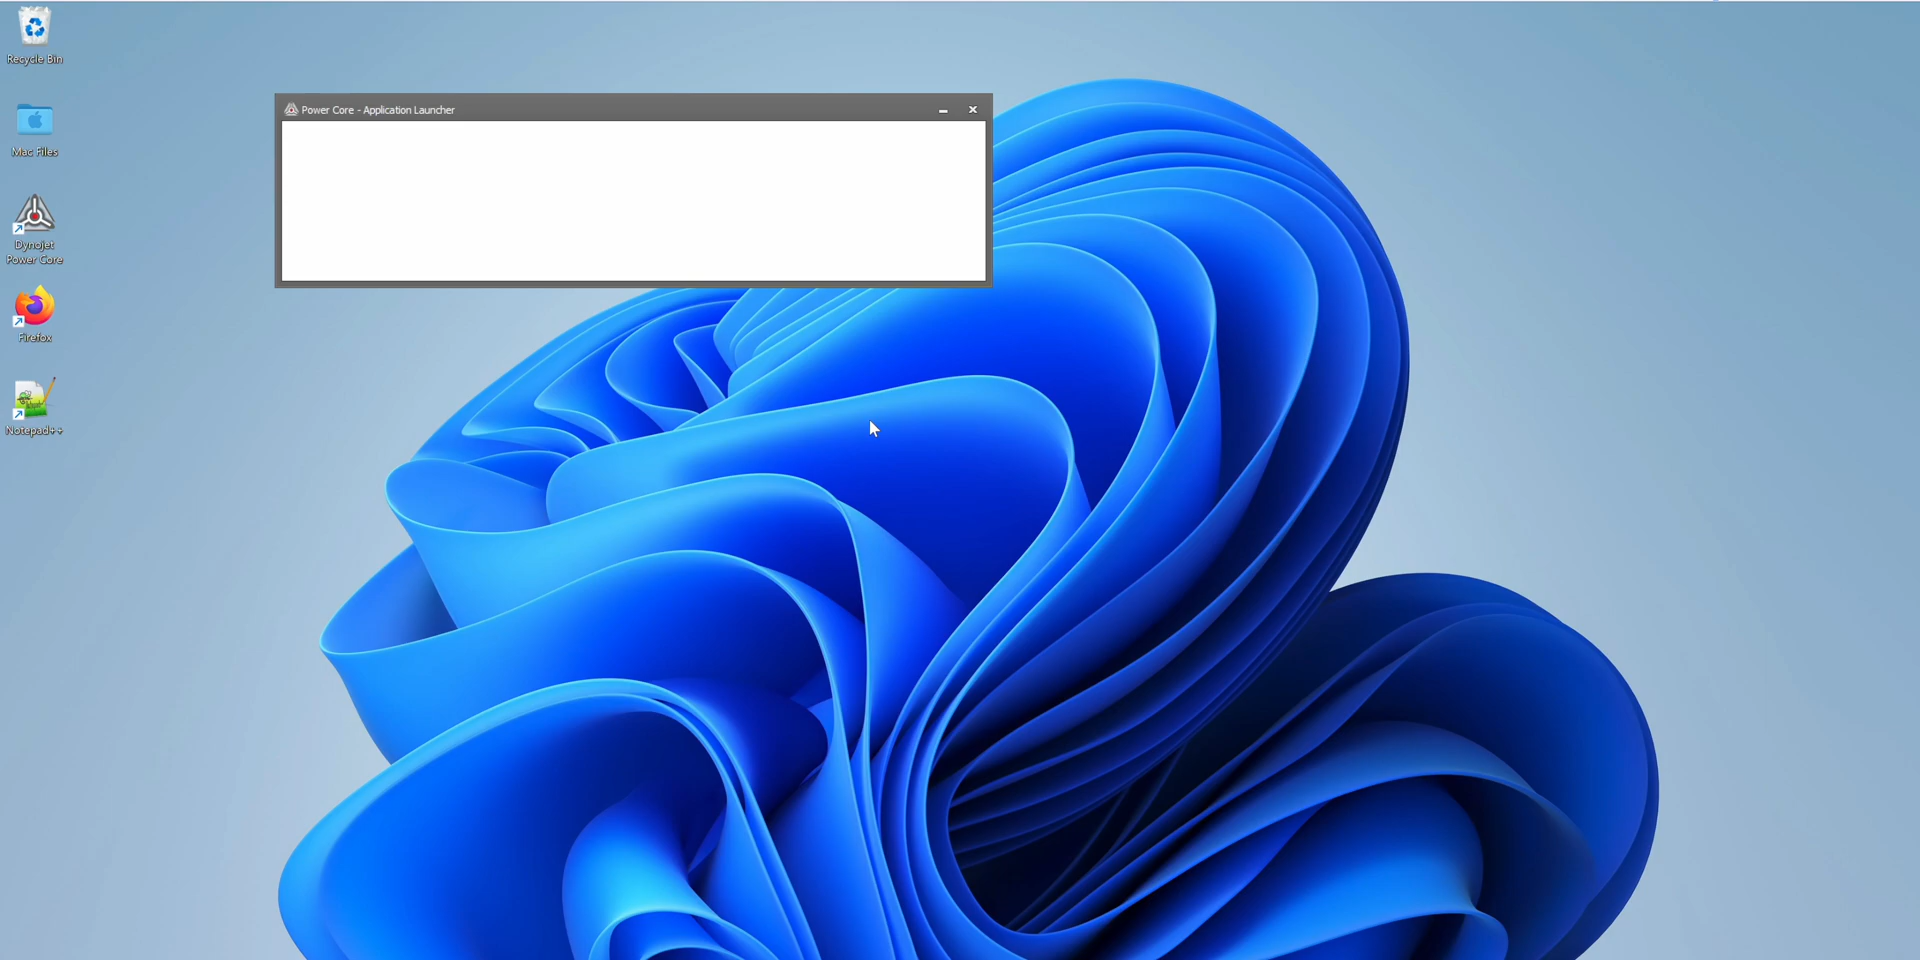 Recycle Bin
Mac Files
Dynojet
Power Core
Firefox
Notepad++
Power Core - Application Launcher